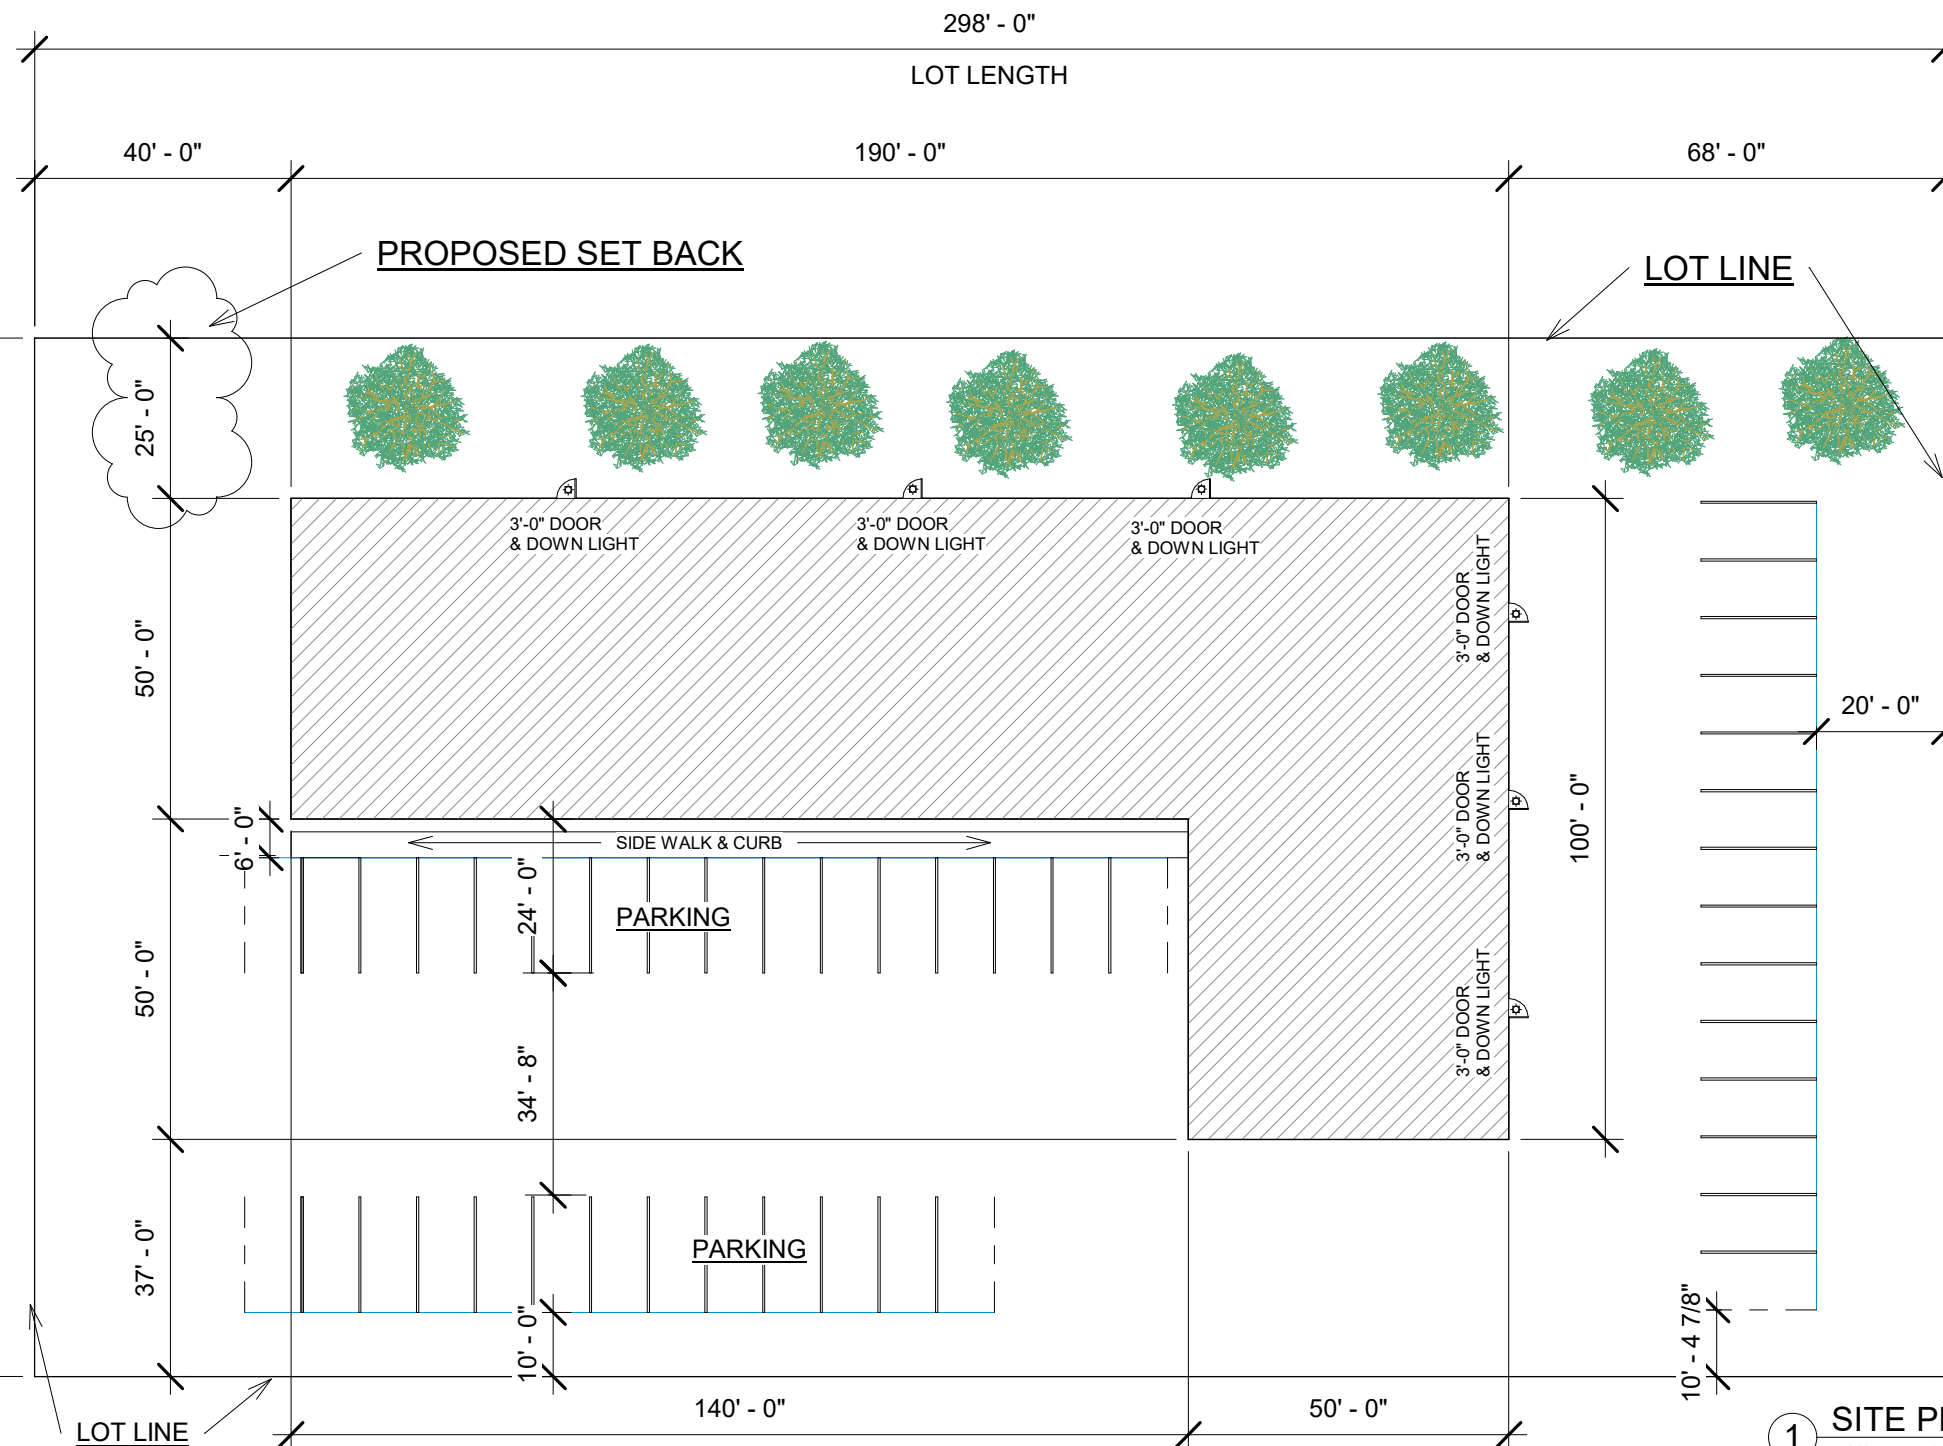 298' - 0"
LOT LENGTH
40' - 0"
190' - 0"
68' - 0"
PROPOSED SET BACK
LOT LINE
25' - 0"
3'-0" DOOR
& DOWN LIGHT
3'-0" DOOR
& DOWN LIGHT
3'-0" DOOR
& DOWN LIGHT
3'-0" DOOR
& DOWN LIGHT
50' - 0"
20' - 0"
3'-0" DOOR
& DOWN LIGHT
100' - 0"
6' - 0"
SIDE WALK & CURB
24' - 0"
PARKING
50' - 0"
3'-0" DOOR
& DOWN LIGHT
34' - 8"
37' - 0"
PARKING
10' - 0"
10' - 4 7/8"
140' - 0"
50' - 0"
LOT LINE
1
SITE